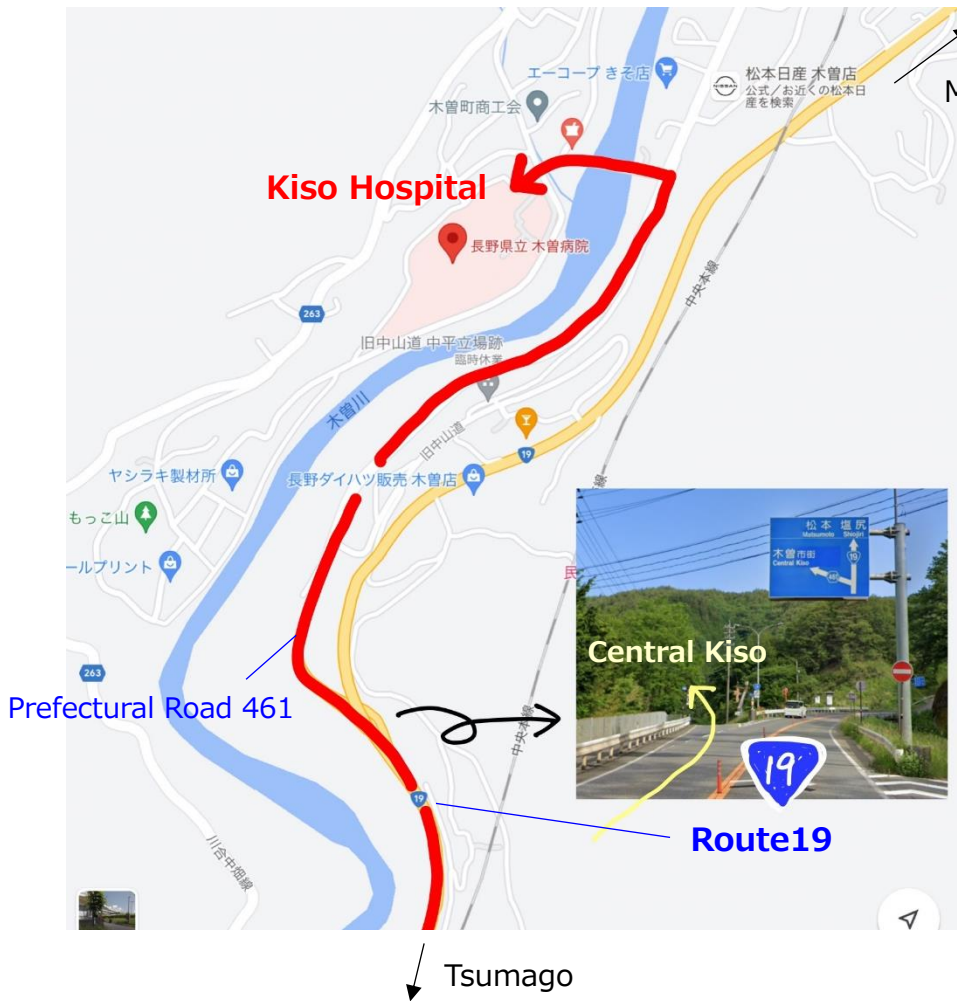 エーコープ きそ店
松本日産 木曽店
公式/お近くの松本日
産を検索
M
木曽町商工会
Kiso Hospital
長野県立 木曽病院
中央本線
263
旧中山道 中平立場跡
臨時休業
木曽川
旧中山道
19
ヤシラキ製材所
長野ダイハツ販売 木曽店
線
もっこ山
ールプリント
民
松本 塩尻
Matsumoto Shiojiri
19
木曽市街
Central Kiso
461
Central Kiso
263
Prefectural Road 461
中央本線
19
19
Route19
川合中畑線
Tsumago